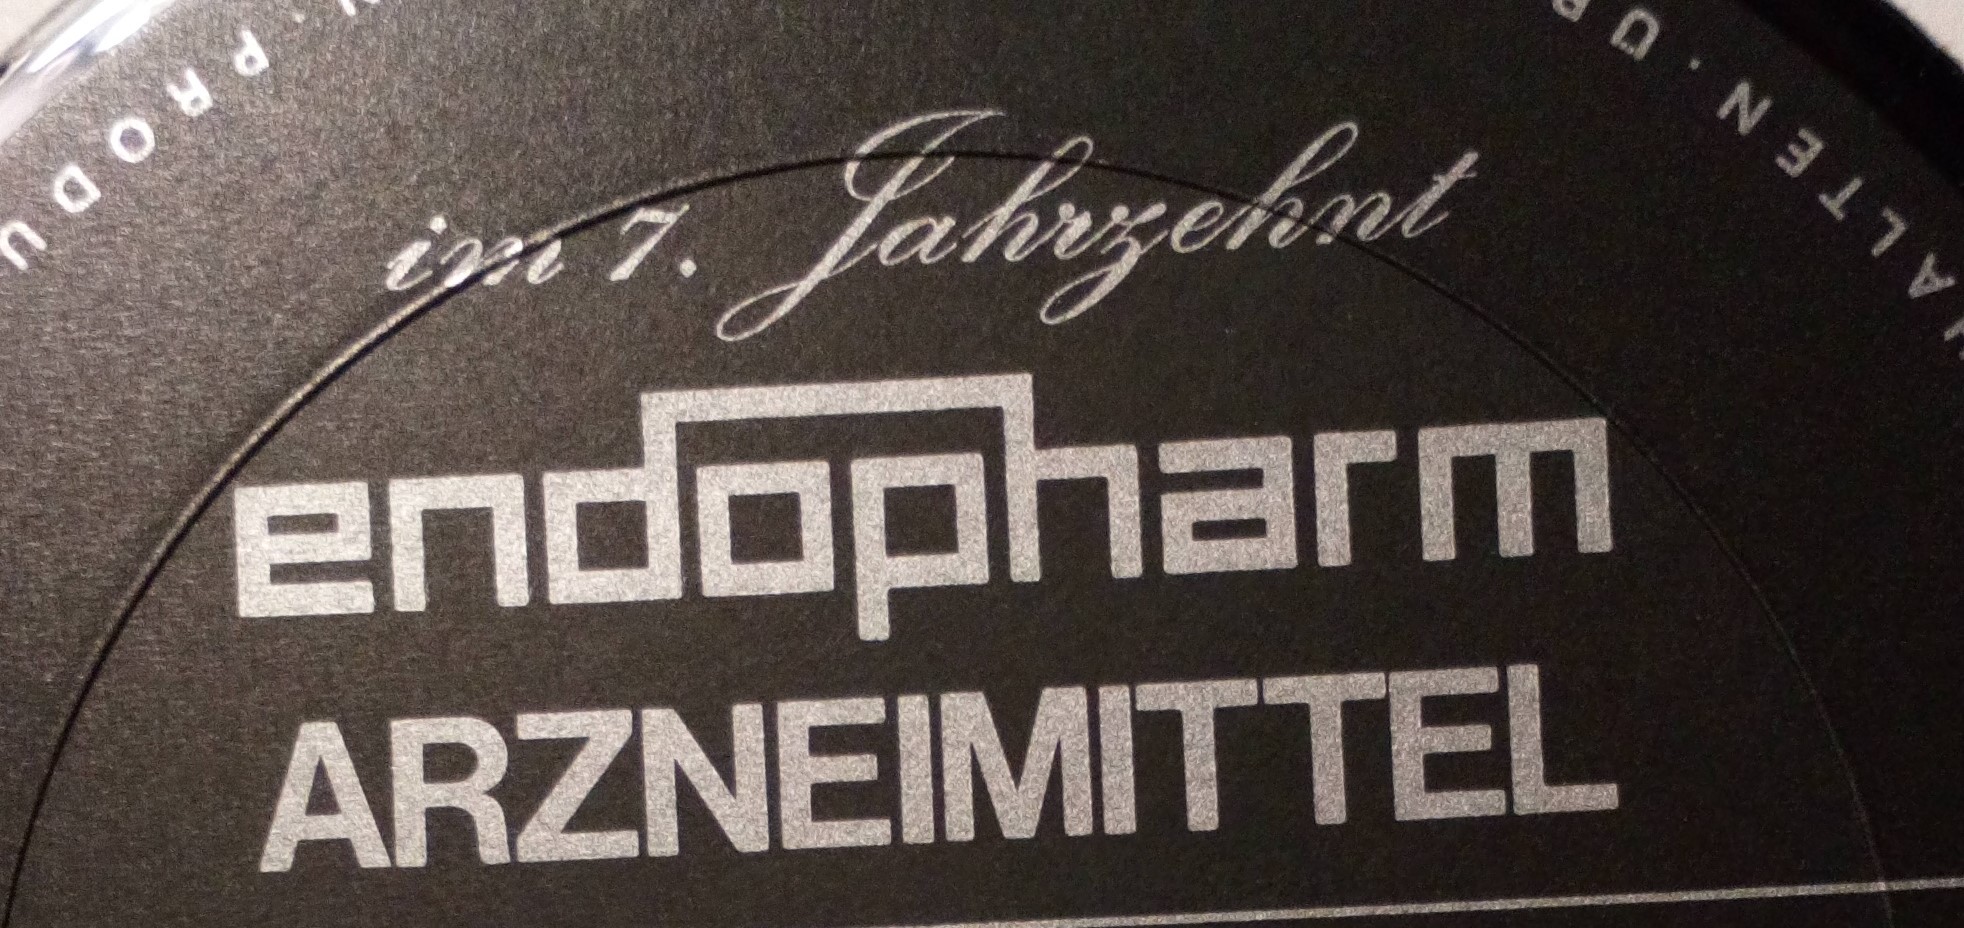 im 7. Jahrzehnt
endopharm
ARZNEIMITTEL